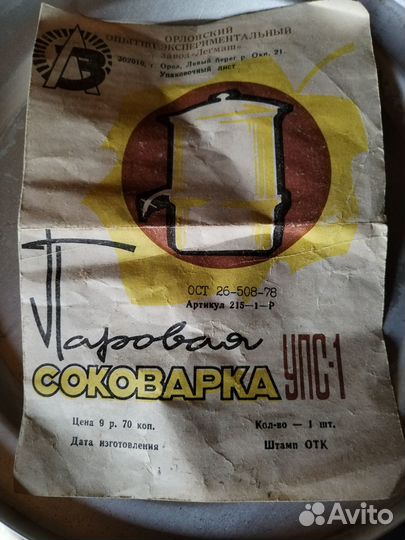 ОРЛОВСКИЙ
ОПЫТНО-ЭКСПЕРИМЕНТАЛЬНЫЙ
завод «Легмаш»
302010, г. Орел, Левый берег р. Оки, 21.
Упаковочный лист
ОСТ 26-508-78
Артикул 215—1—Р
Паровая
СОКОВАРКА УПС-1
Цена 9 р. 70 коп. Кол-во — 1 шт.
Дата изготовления Штамп ОТК
Avito